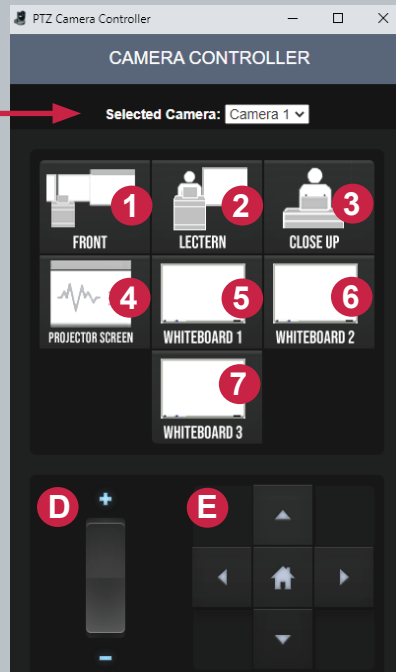 PTZ Camera Controller
CAMERA CONTROLLER
Selected Camera: Camera 1
1 2 3
FRONT LECTERN CLOSE UP
4 5 6
PROJECTOR SCREEN WHITEBOARD 1 WHITEBOARD 2
7
WHITEBOARD 3
D E
+
-